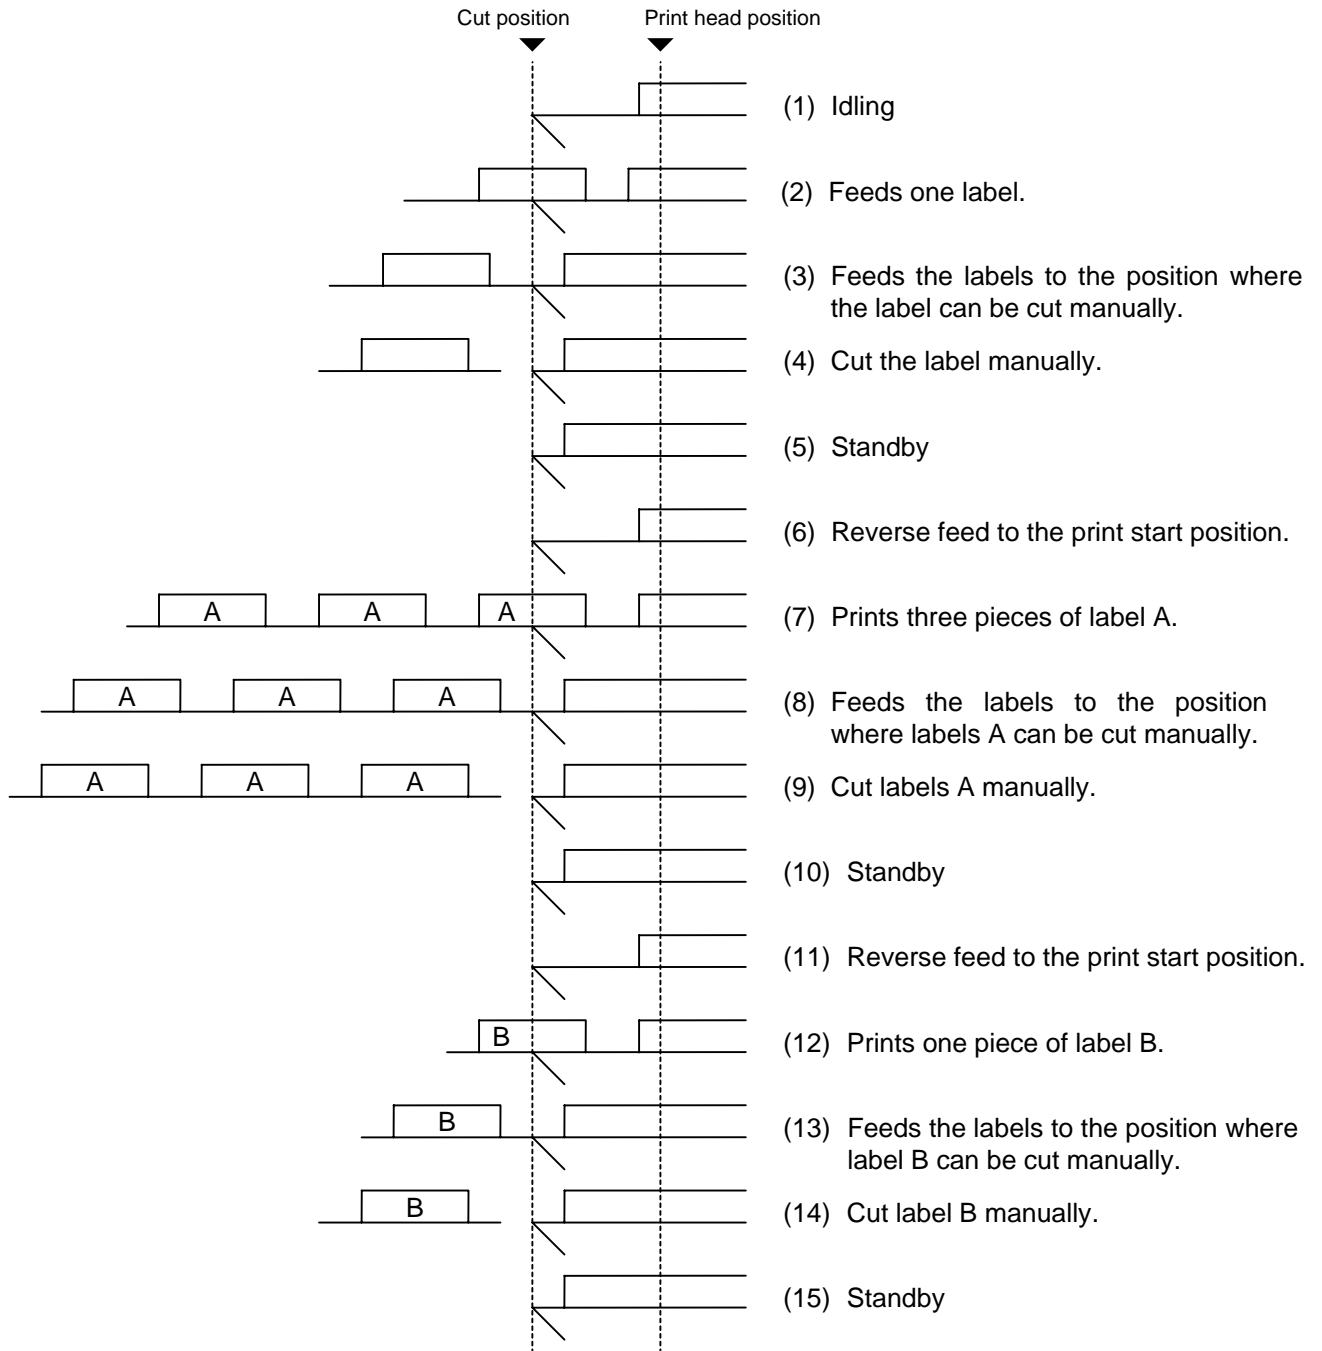 Cut position
Print head position
(1) Idling
(2) Feeds one label.
(3) Feeds the labels to the position where
the label can be cut manually.
(4) Cut the label manually.
(5) Standby
(6) Reverse feed to the print start position.
A A A
(7) Prints three pieces of label A.
A A A
(8) Feeds the labels to the position
where labels A can be cut manually.
A A A
(9) Cut labels A manually.
(10) Standby
(11) Reverse feed to the print start position.
B
(12) Prints one piece of label B.
B
(13) Feeds the labels to the position where
label B can be cut manually.
B
(14) Cut label B manually.
(15) Standby